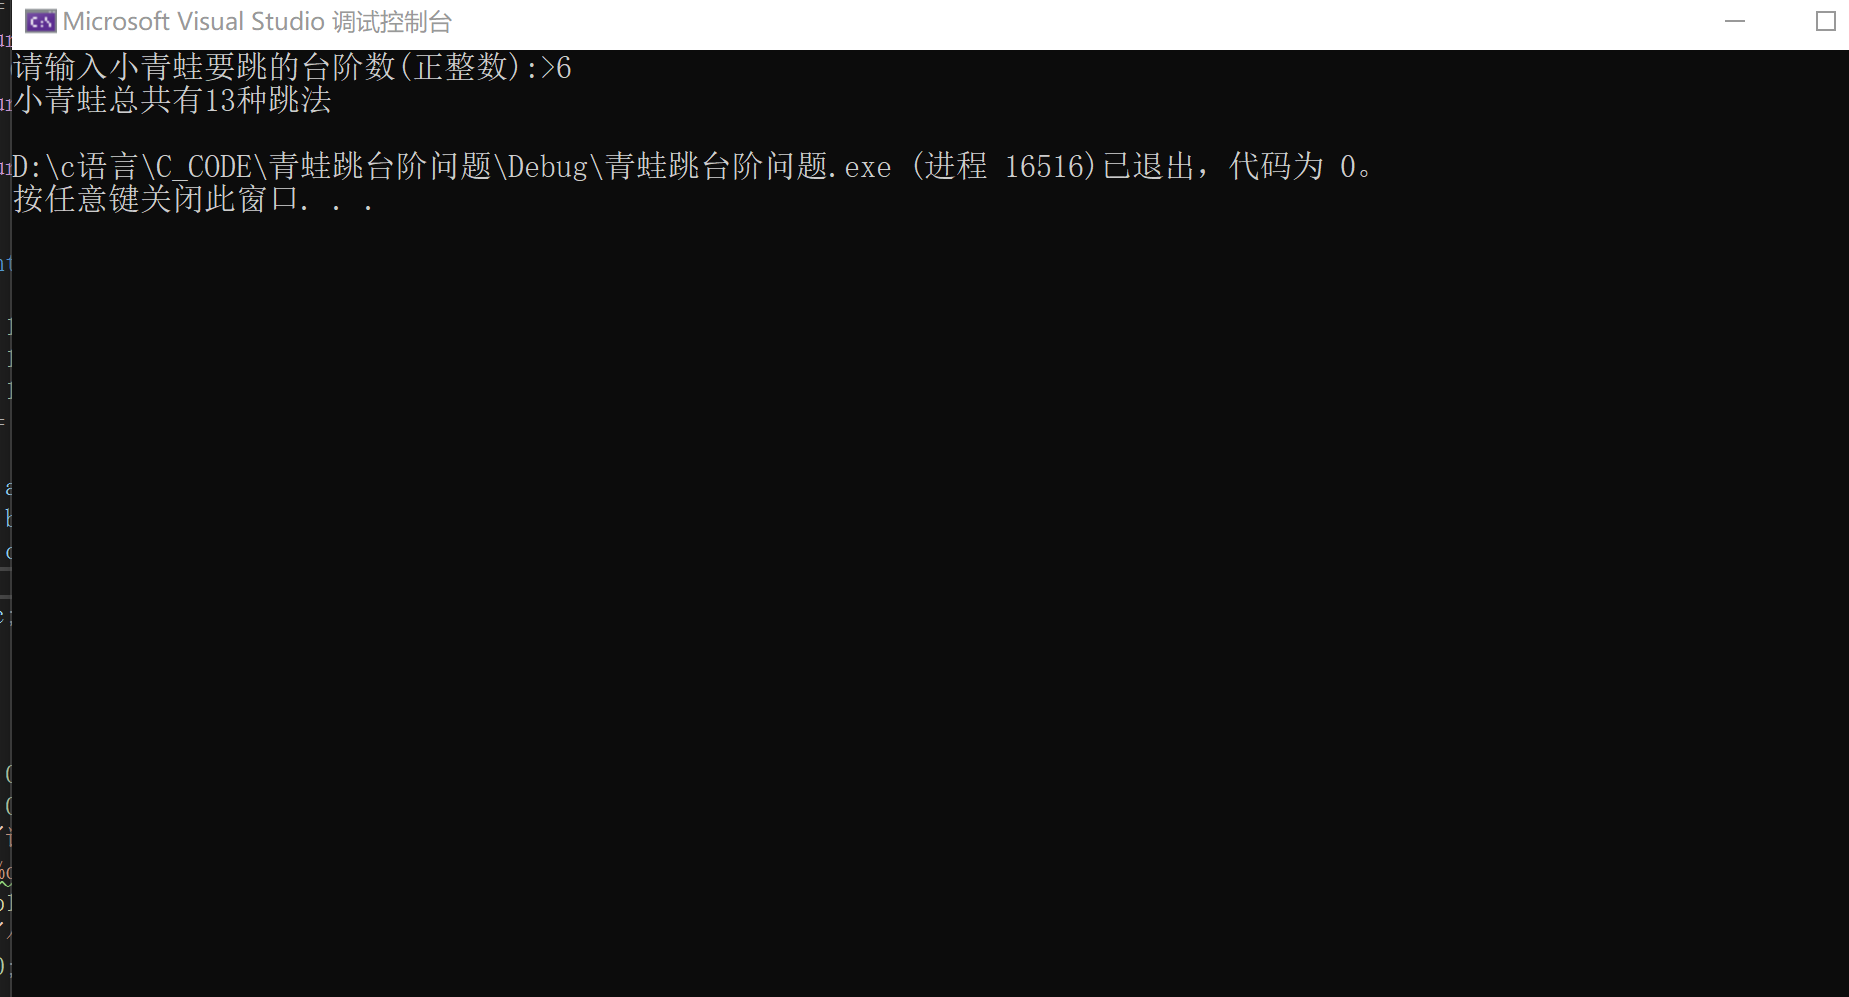 Microsoft Visual Studio 调试控制台
请输入小青蛙要跳的台阶数(正整数):>6
小青蛙总共有13种跳法
D:\c语言\C_CODE\青蛙跳台阶问题\Debug\青蛙跳台阶问题.exe (进程 16516)已退出，代码为 0。
按任意键关闭此窗口. . .